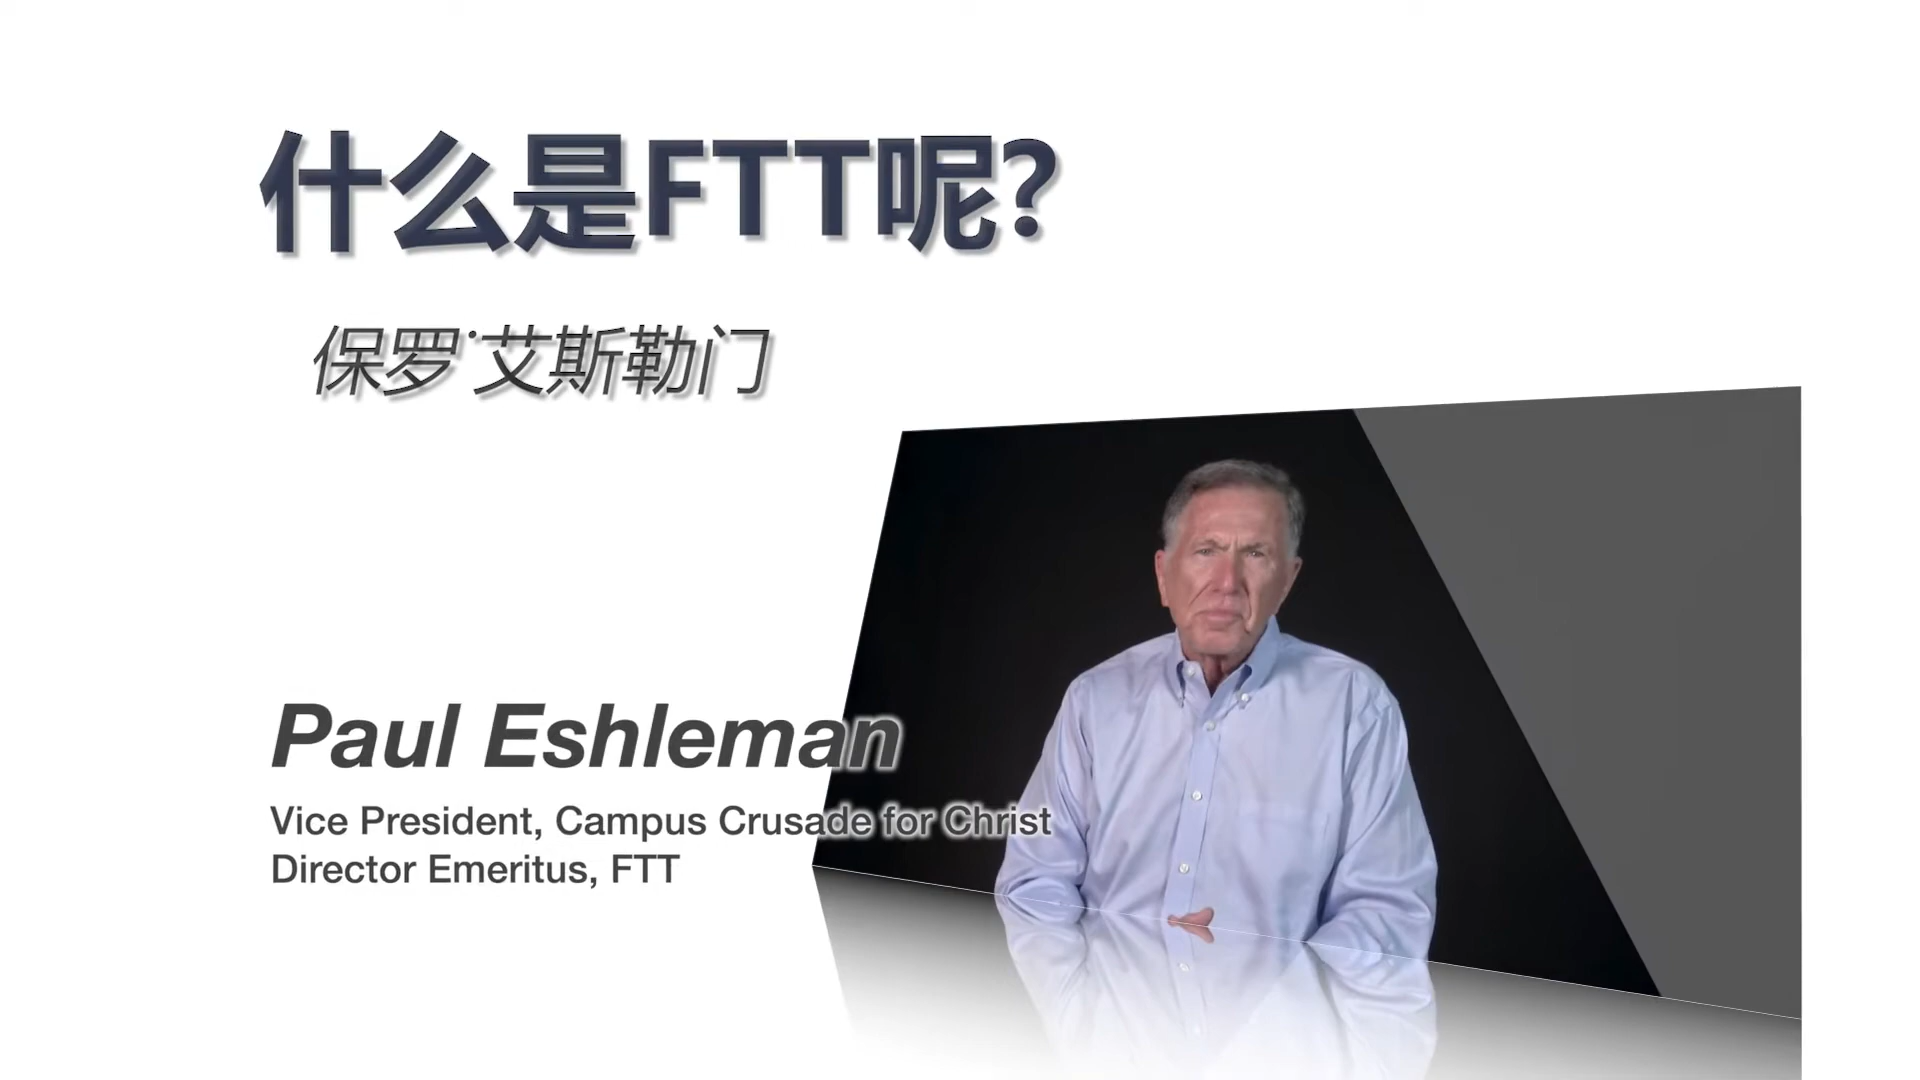 什么是FTT呢?
保罗·艾斯勒门
Paul Eshleman
Vice President, Campus Crusade for Christ
Director Emeritus, FTT